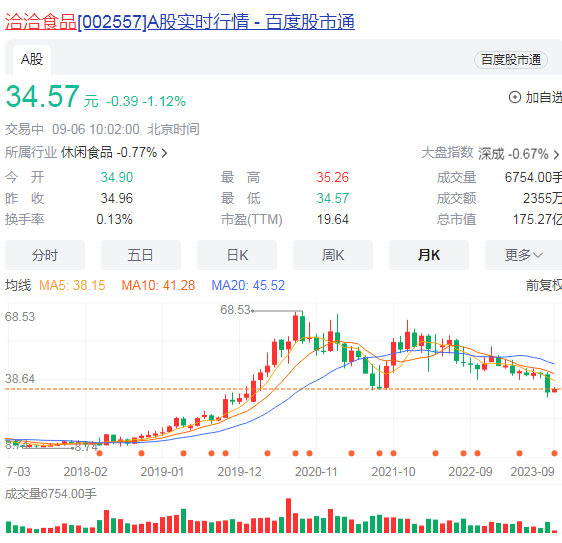 洽洽食品[002557]A股实时行情 - 百度股市通
A股 百度股市通
34.57 元 -0.39 -1.12% 加自选
交易中 09-06 10:02:00 北京时间
所属行业 休闲食品 -0.77% 大盘指数 深成 -0.67%
今 开 34.90 最 高 35.26 成交量 6754.00手
昨 收 34.96 最 低 34.57 成交额 2355万
换手率 0.13% 市盈(TTM) 19.64 总市值 175.27亿
分时 五日 日K 周K 月K 更多
均线 MA5: 38.15 MA10: 41.28 MA20: 45.52 前复权
68.53 68.53
38.64
8.74
7-03 2018-02 2019-01 2019-12 2020-11 2021-10 2022-09 2023-09
成交量6754.00手